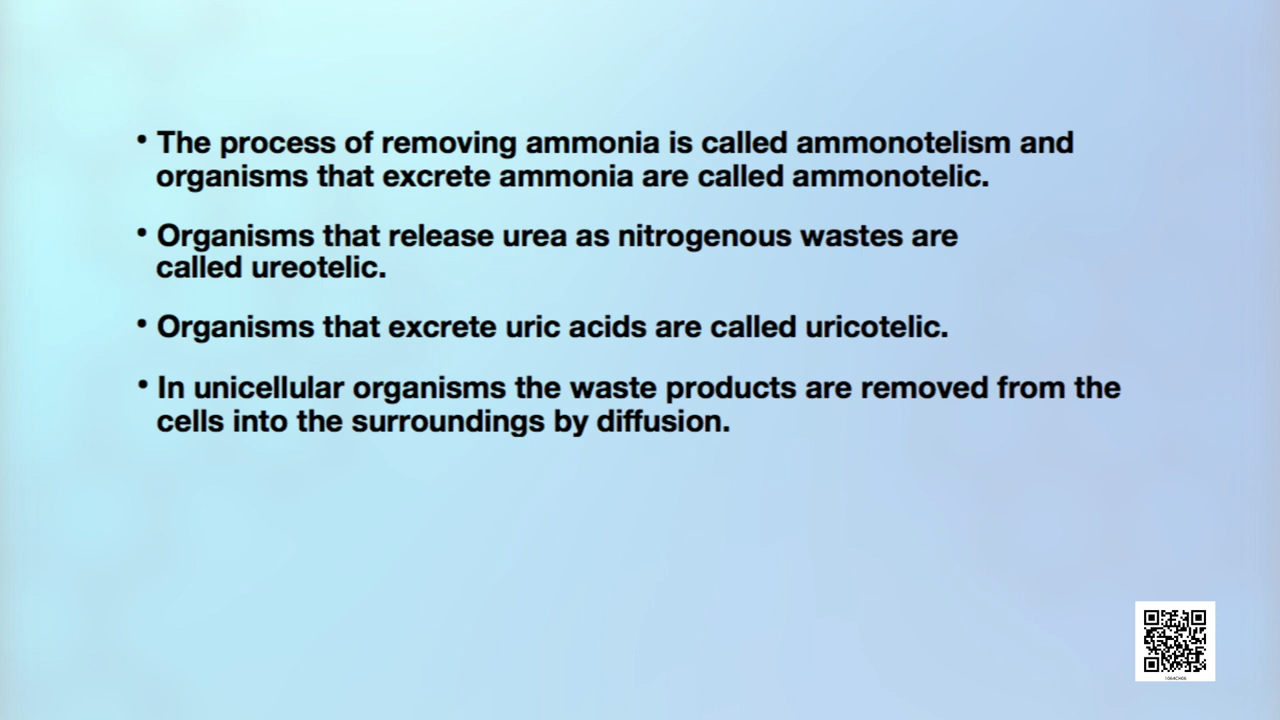 • The process of removing ammonia is called ammonotelism and
organisms that excrete ammonia are called ammonotelic.
• Organisms that release urea as nitrogenous wastes are
called ureotelic.
• Organisms that excrete uric acids are called uricotelic.
• In unicellular organisms the waste products are removed from the
cells into the surroundings by diffusion.
1064CH06